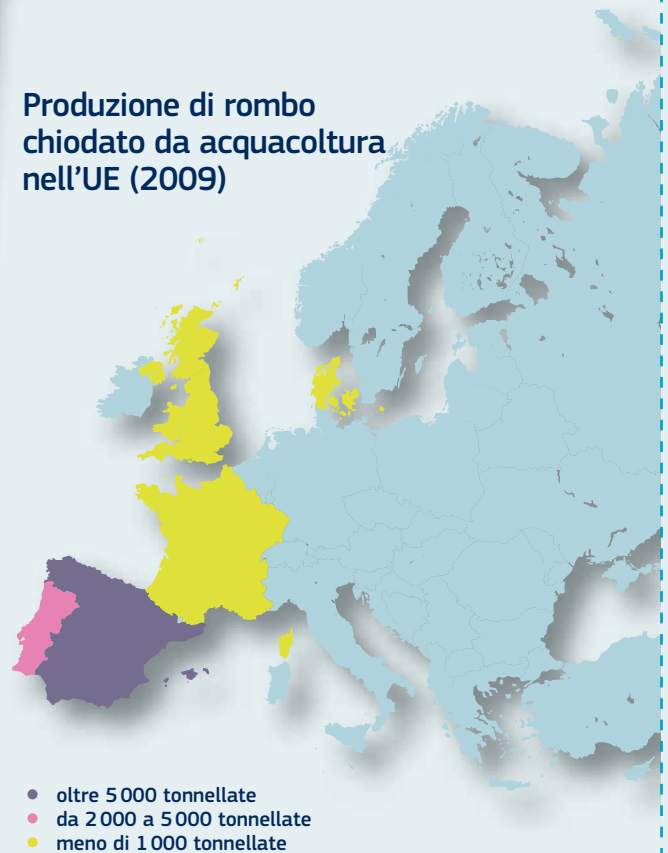 Produzione di rombo
chiodato da acquacoltura
nell’UE (2009)
oltre 5 000 tonnellate
da 2 000 a 5 000 tonnellate
meno di 1 000 tonnellate